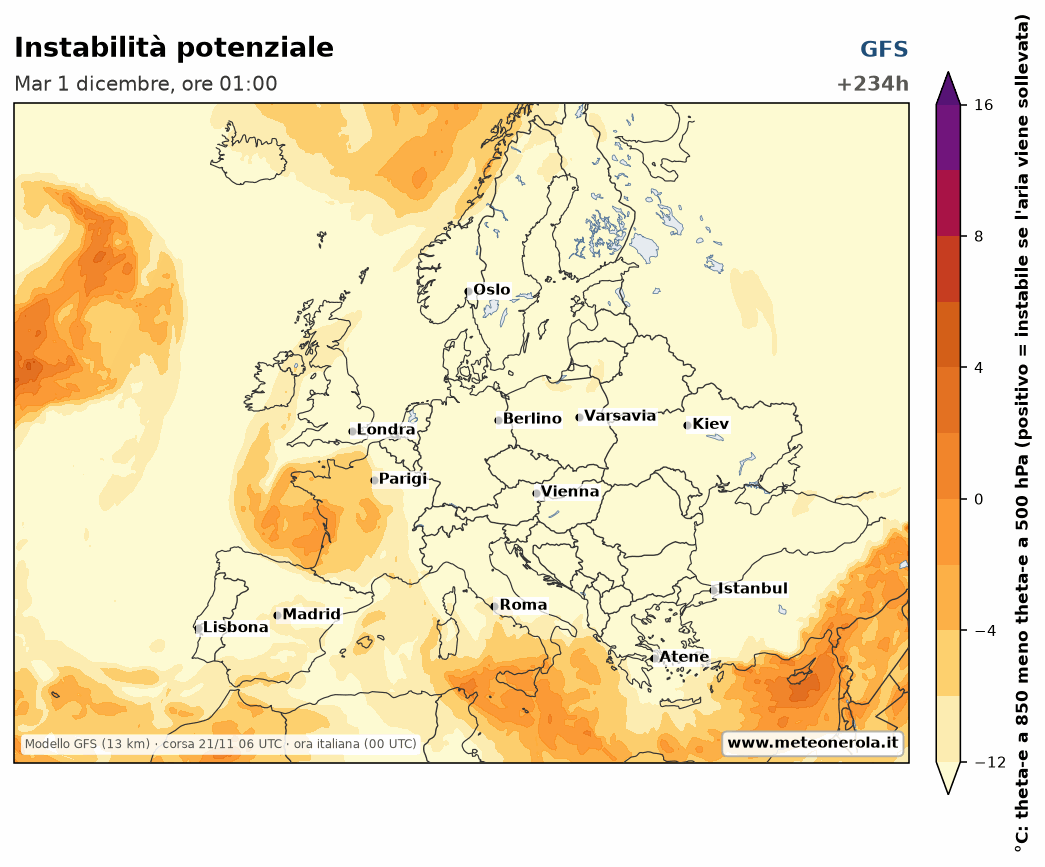 Instabilità potenziale
GFS
Mar 1 dicembre, ore 01:00
+234h
Oslo
Berlino
Varsavia
Kiev
Londra
Parigi
Vienna
Istanbul
Roma
Madrid
Lisbona
Atene
Modello GFS (13 km) · corsa 21/11 06 UTC · ora italiana (00 UTC)
www.meteonerola.it
16
8
4
0
−4
−12
°C: theta-e a 850 meno theta-e a 500 hPa (positivo = instabile se l'aria viene sollevata)